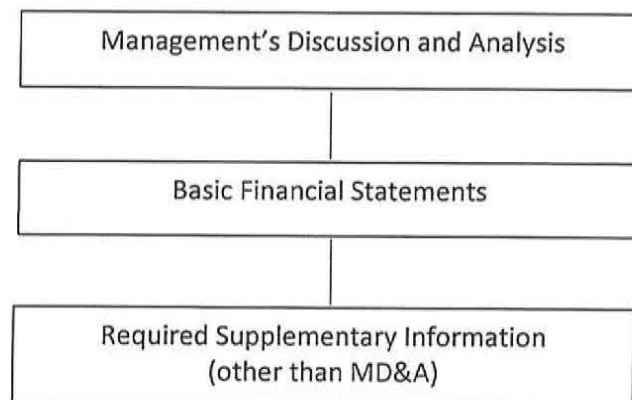 Management's Discussion and Analysis
Basic Financial Statements
Required Supplementary Information
(other than MD&A)